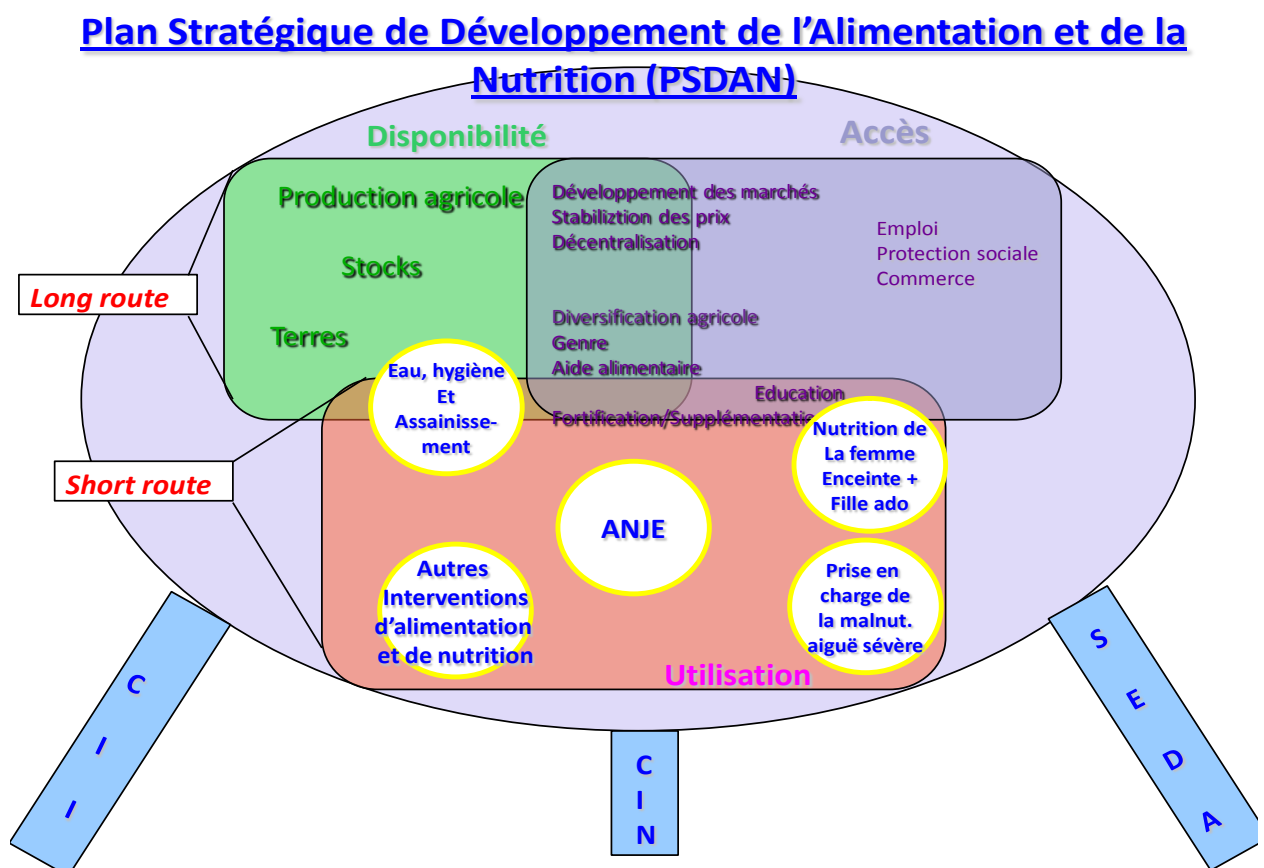 Plan Stratégique de Développement de l’Alimentation et de la
Nutrition (PSDAN)
Disponibilité
Accès
Production agricole
Stocks
Terres
Développement des marchés
Stabiliztion des prix
Décentralisation
Diversification agricole
Genre
Aide alimentaire
Emploi
Protection sociale
Commerce
Education
Fortification/Supplémentatio
Long route
Short route
Eau, hygiène
Et
Assainisse-
ment
Nutrition de
La femme
Enceinte +
Fille ado
ANJE
Autres
Interventions
d’alimentation
et de nutrition
Prise en
charge de
la malnut.
aiguë sévère
Utilisation
C
I
I
C
I
N
S
E
D
A